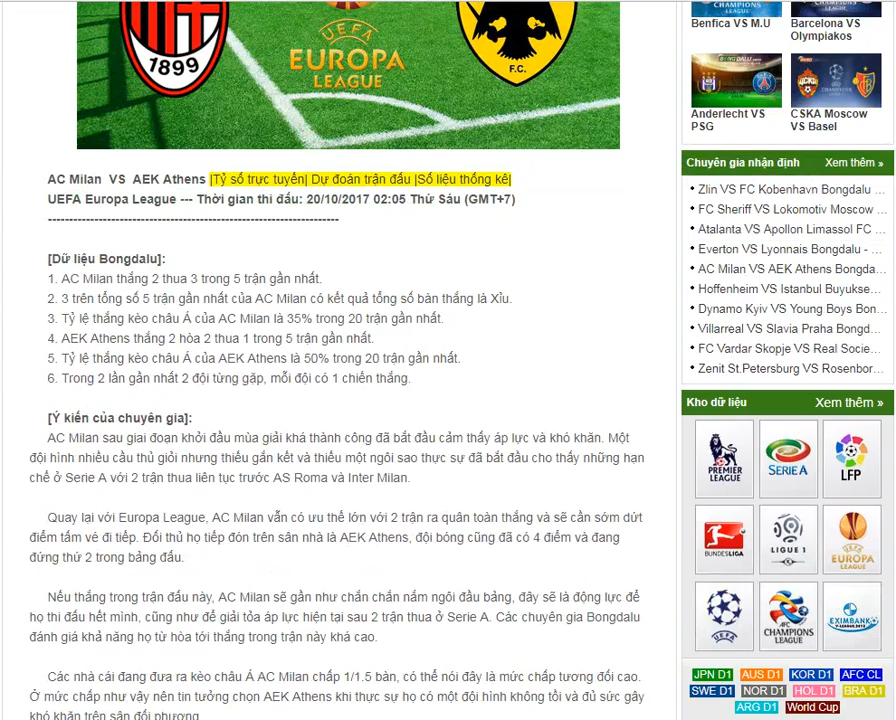 1899
UEFA
EUROPA
LEAGUE
F.C.
AC Milan VS AEK Athens |Tỷ số trực tuyến| Dự đoán trận đấu |Số liệu thống kê|
UEFA Europa League --- Thời gian thi đấu: 20/10/2017 02:05 Thứ Sáu (GMT+7)
--------------------------------------------------------------------
[Dữ liệu Bongdalu]:
1. AC Milan thắng 2 thua 3 trong 5 trận gần nhất.
2. 3 trên tổng số 5 trận gần nhất của AC Milan có kết quả tổng số bàn thắng là Xỉu.
3. Tỷ lệ thắng kèo châu Á của AC Milan là 35% trong 20 trận gần nhất.
4. AEK Athens thắng 2 hòa 2 thua 1 trong 5 trận gần nhất.
5. Tỷ lệ thắng kèo châu Á của AEK Athens là 50% trong 20 trận gần nhất.
6. Trong 2 lần gần nhất 2 đội từng gặp, mỗi đội có 1 chiến thắng.
[Ý kiến của chuyên gia]:
AC Milan sau giai đoạn khởi đầu mùa giải khá thành công đã bắt đầu cảm thấy áp lực và khó khăn. Một
đội hình nhiều cầu thủ giỏi nhưng thiếu gắn kết và thiếu một ngôi sao thực sự đã bắt đầu cho thấy những hạn
chế ở Serie A với 2 trận thua liên tục trước AS Roma và Inter Milan.
Quay lại với Europa League, AC Milan vẫn có ưu thế lớn với 2 trận ra quân toàn thắng và sẽ cần sớm dứt
điểm tấm vé đi tiếp. Đối thủ họ tiếp đón trên sân nhà là AEK Athens, đội bóng cũng đã có 4 điểm và đang
đứng thứ 2 trong bảng đấu.
Nếu thắng trong trận đấu này, AC Milan sẽ gần như chắn chắn nắm ngôi đầu bảng, đây sẽ là động lực để
họ thi đấu hết mình, cũng như để giải tỏa áp lực hiện tại sau 2 trận thua ở Serie A. Các chuyên gia Bongdalu
đánh giá khả năng họ từ hòa tới thắng trong trận này khá cao.
Các nhà cái đang đưa ra kèo châu Á AC Milan chấp 1/1.5 bàn, có thể nói đây là mức chấp tương đối cao.
Ở mức chấp như vậy nên tin tưởng chọn AEK Athens khi thực sự họ có một đội hình không tồi và đủ sức gây
khó khăn trên sân đối phương
Benfica VS M.U
Barcelona VS
Olympiakos
Anderlecht VS
PSG
CSKA Moscow
VS Basel
Chuyên gia nhận định Xem thêm »
Zlin VS FC Kobenhavn Bongdalu ...
FC Sheriff VS Lokomotiv Moscow ...
Atalanta VS Apollon Limassol FC ...
Everton VS Lyonnais Bongdalu - ...
AC Milan VS AEK Athens Bongda...
Hoffenheim VS Istanbul Buyukse...
Dynamo Kyiv VS Young Boys Bon...
Villarreal VS Slavia Praha Bongd...
FC Vardar Skopje VS Real Socie...
Zenit St.Petersburg VS Rosenbor...
Kho dữ liệu Xem thêm »
PREMIER
LEAGUE
SERIE A
LFP
BUNDESLIGA
LIGUE 1
EUROPA
LEAGUE
UEFA
AFC
CHAMPIONS
LEAGUE
EXIMBANK
JPN D1 AUS D1 KOR D1 AFC CL
SWE D1 NOR D1 HOL D1 BRA D1
ARG D1 World Cup